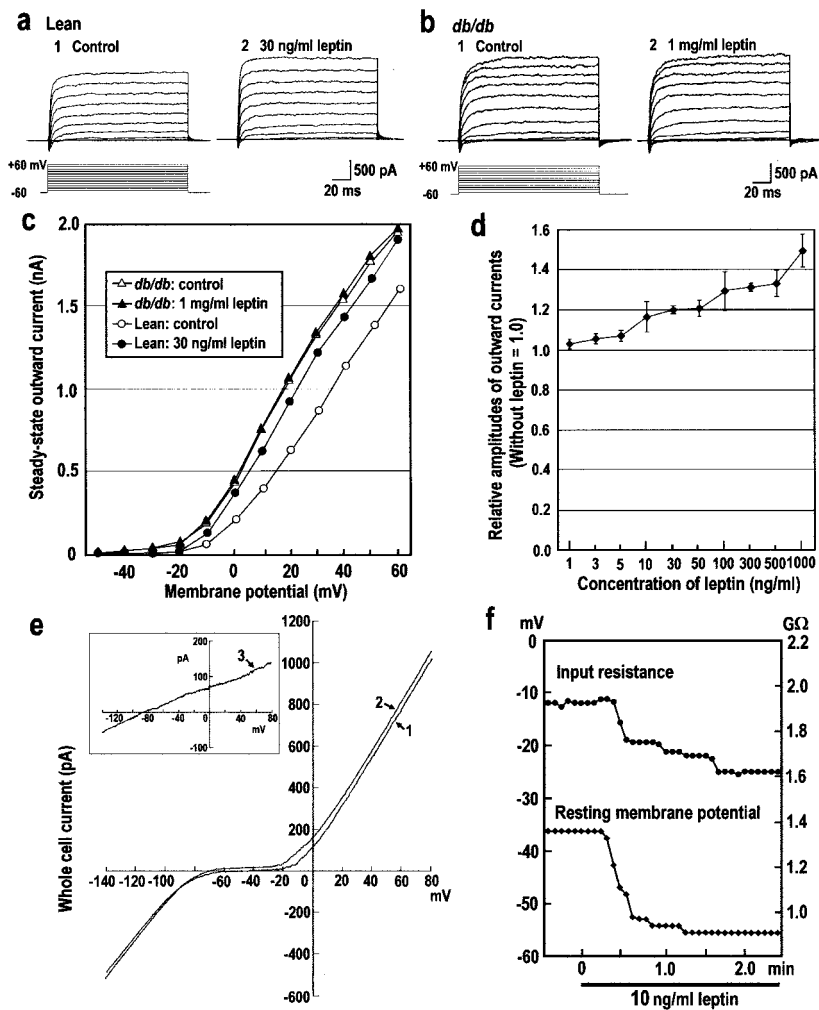 a Lean
1 Control
2 30 ng/ml leptin
+60 mV
-60
500 pA
20 ms
b db/db
1 Control
2 1 mg/ml leptin
+60 mV
-60
500 pA
20 ms
c
Steady-state outward current (nA)
2.0
1.5
1.0
0.5
0
db/db: control
db/db: 1 mg/ml leptin
Lean: control
Lean: 30 ng/ml leptin
-40 -20 0 20 40 60
Membrane potential (mV)
d
Relative amplitudes of outward currents
(Without leptin = 1.0)
1.6
1.4
1.2
1.0
0.8
0.6
0.4
0.2
0.0
1 3 5 10 30 50 100 300 500 1000
Concentration of leptin (ng/ml)
e
Whole cell current (pA)
1200
1000
800
600
400
200
-200
-400
-600
-140 -120 -100 -80 -60 -40 -20 0 20 40 60 80
mV
2
1
200
pA
100
3
-120 -80 -40 0 40 80
mV
-100
f
mV
0
-10
-20
-30
-40
-50
-60
GΩ
2.2
2.0
1.8
1.6
1.4
1.2
1.0
Input resistance
Resting membrane potential
0 1.0 2.0 min
10 ng/ml leptin